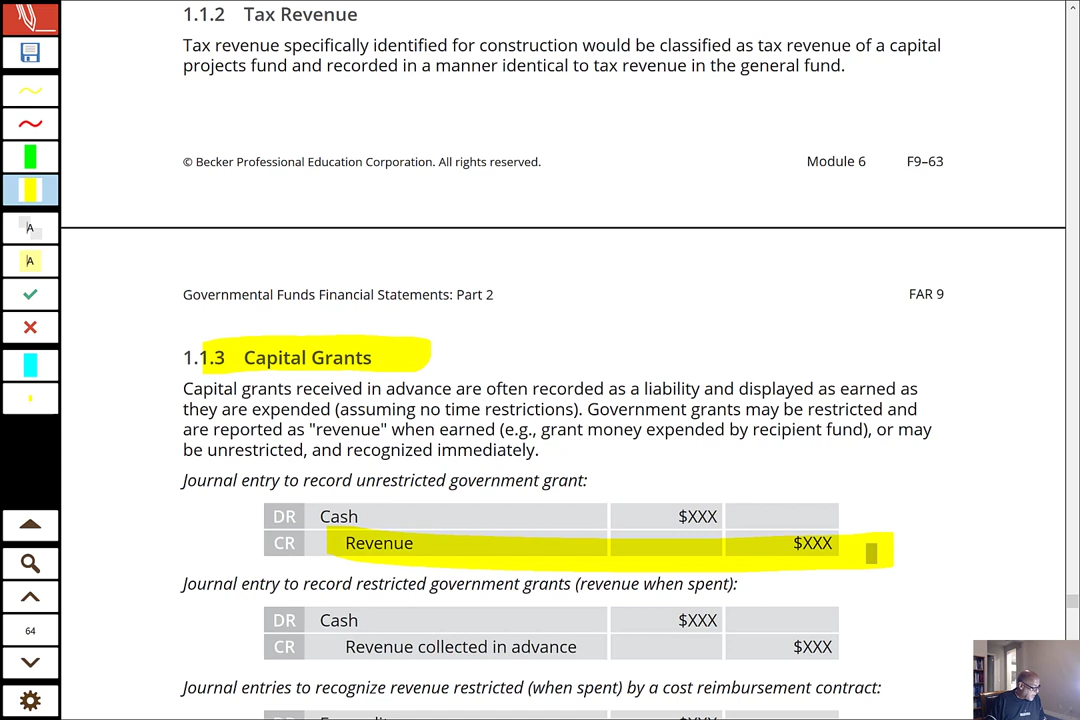 1.1.2 Tax Revenue
Tax revenue specifically identified for construction would be classified as tax revenue of a capital
projects fund and recorded in a manner identical to tax revenue in the general fund.
© Becker Professional Education Corporation. All rights reserved. Module 6 F9–63
Governmental Funds Financial Statements: Part 2 FAR 9
1.1.3 Capital Grants
Capital grants received in advance are often recorded as a liability and displayed as earned as
they are expended (assuming no time restrictions). Government grants may be restricted and
are reported as "revenue" when earned (e.g., grant money expended by recipient fund), or may
be unrestricted, and recognized immediately.
Journal entry to record unrestricted government grant:
DR Cash $XXX
CR Revenue $XXX
Journal entry to record restricted government grants (revenue when spent):
DR Cash $XXX
CR Revenue collected in advance $XXX
Journal entries to recognize revenue restricted (when spent) by a cost reimbursement contract:
A
A
64